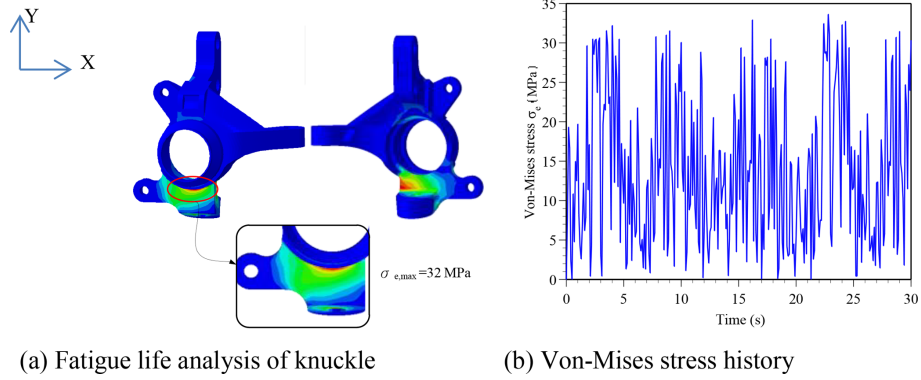 Y
X
σ e,max=32 MPa
(a) Fatigue life analysis of knuckle
35
30
25
20
15
10
5
0
Von-Mises stress σe{MPa)
0 5 10 15 20 25 30
Time (s)
(b) Von-Mises stress history